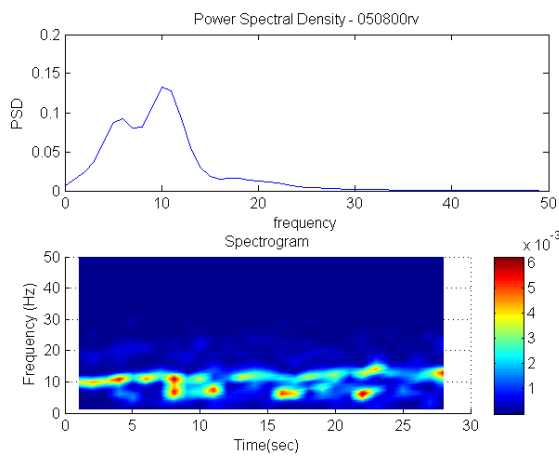 Power Spectral Density - 050800rv
0.2
0.15
0.1
0.05
0
PSD
0 10 20 30 40 50
frequency
Spectrogram
x 10^-3
50
40
30
20
10
0
Frequency (Hz)
6
5
4
3
2
1
0 5 10 15 20 25 30
Time(sec)